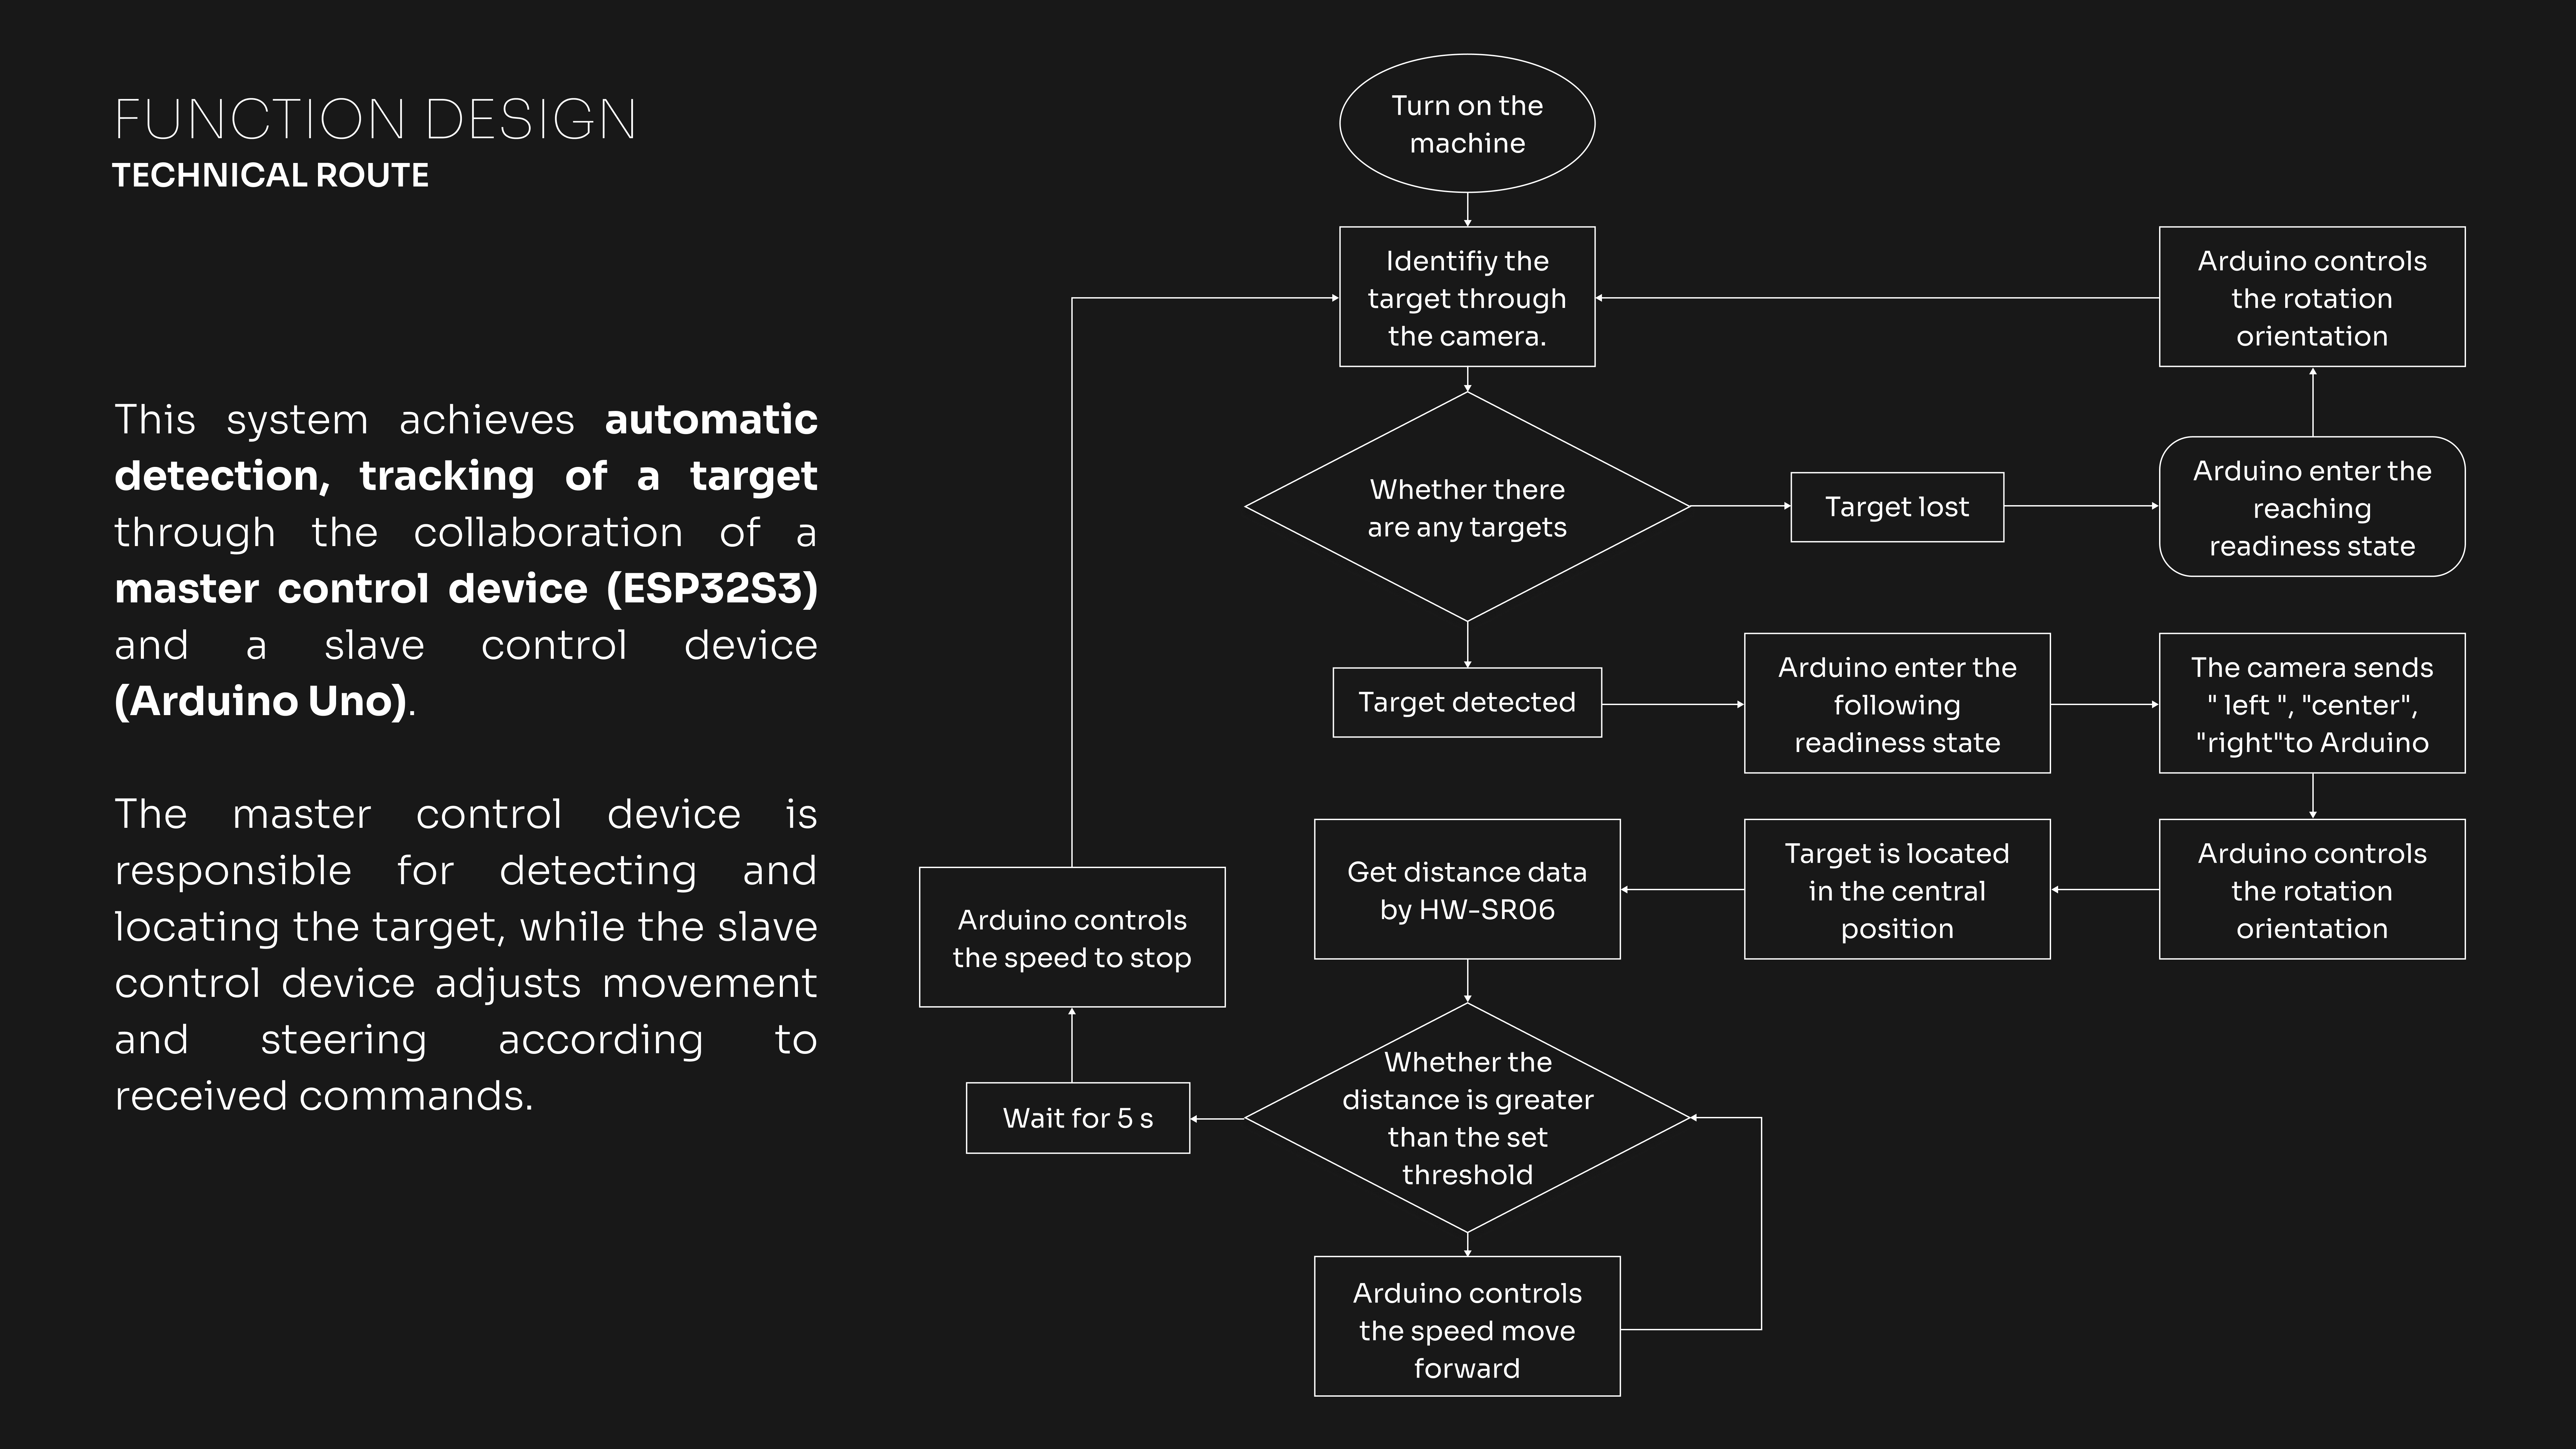 FUNCTION DESIGN
TECHNICAL ROUTE
This system achieves automatic
detection, tracking of a target
through the collaboration of a
master control device (ESP32S3)
and a slave control device
(Arduino Uno).
The master control device is
responsible for detecting and
locating the target, while the slave
control device adjusts movement
and steering according to
received commands.
Turn on the
machine
Identifiy the
target through
the camera.
Arduino controls
the rotation
orientation
Whether there
are any targets
Target lost
Arduino enter the
reaching
readiness state
Target detected
Arduino enter the
following
readiness state
The camera sends
" left ", "center",
"right"to Arduino
Arduino controls
the speed to stop
Get distance data
by HW-SR06
Target is located
in the central
position
Arduino controls
the rotation
orientation
Wait for 5 s
Whether the
distance is greater
than the set
threshold
Arduino controls
the speed move
forward